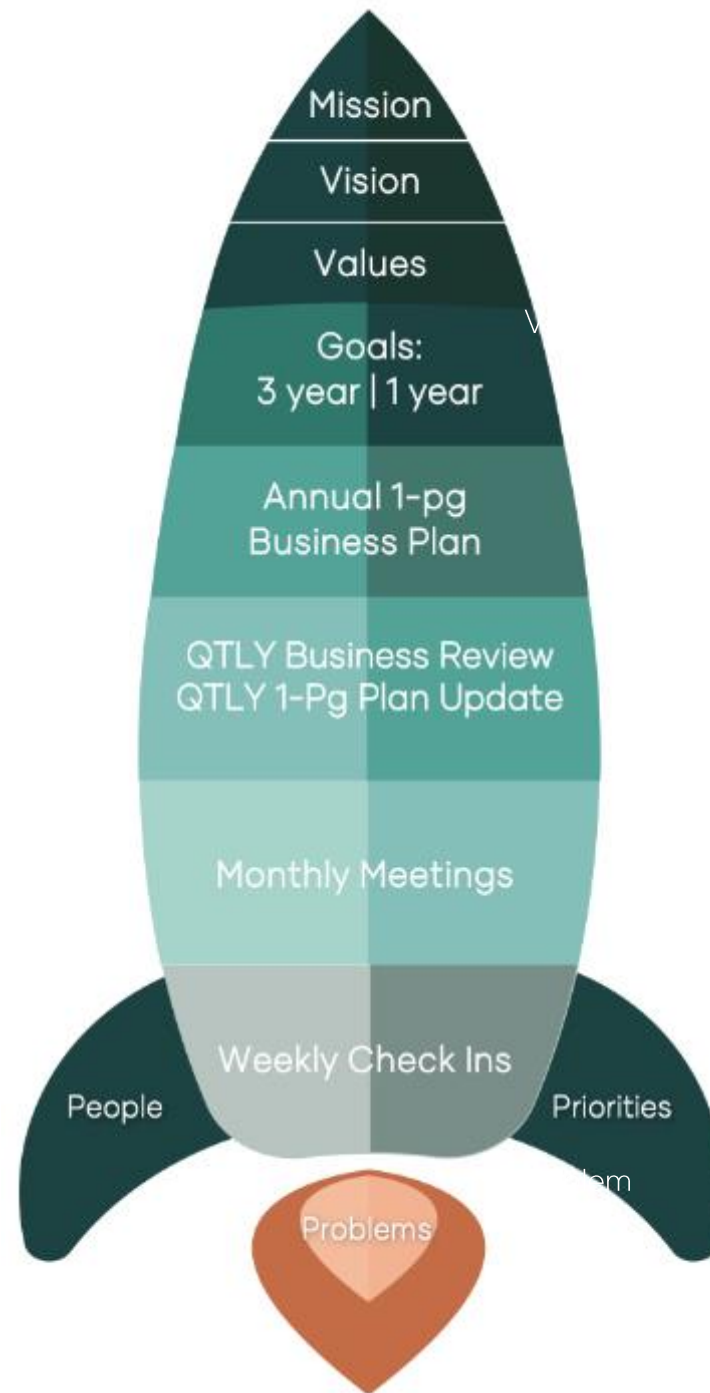 Mission
Vision
Values
Goals:
3 year | 1 year
Annual 1-pg
Business Plan
QTLY Business Review
QTLY 1-Pg Plan Update
Monthly Meetings
Weekly Check Ins
People
Priorities
Problems